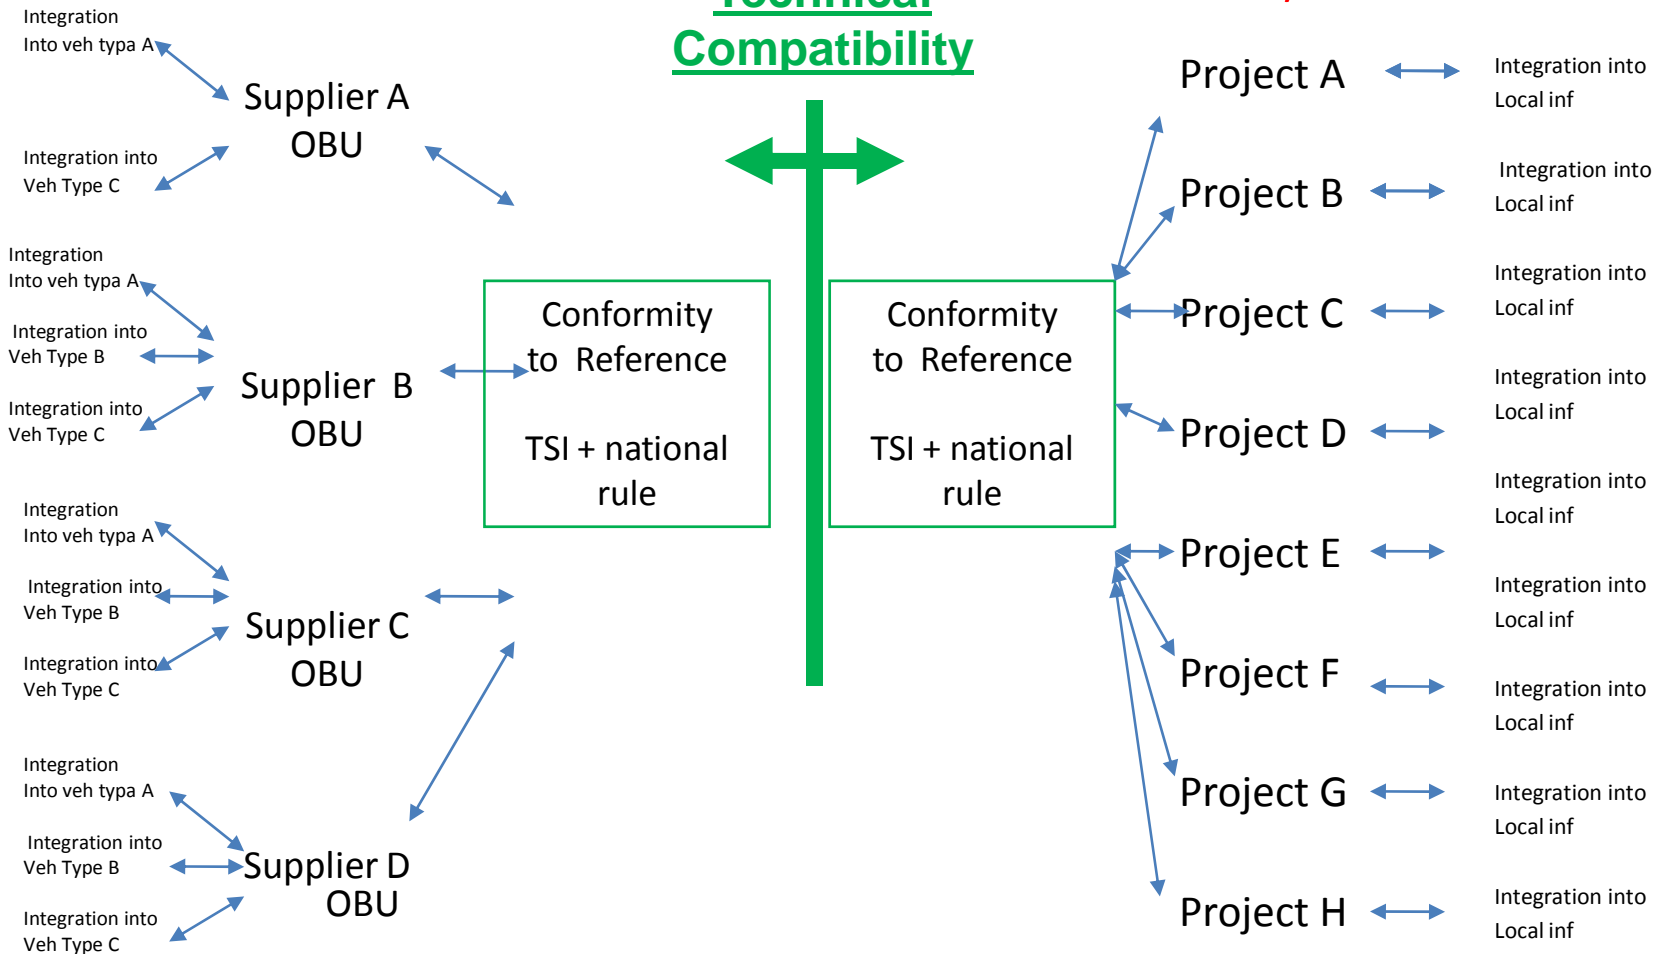 Technical
Compatibility
Integration
Into veh typa A
Supplier A
OBU
Integration into
Veh Type C
Integration
Into veh typa A
Integration into
Veh Type B
Supplier B
OBU
Integration into
Veh Type C
Integration
Into veh typa A
Integration into
Veh Type B
Supplier C
OBU
Integration into
Veh Type C
Integration
Into veh typa A
Integration into
Veh Type B
Supplier D
OBU
Integration into
Veh Type C
Conformity
to Reference
TSI + national
rule
Conformity
to Reference
TSI + national
rule
Project A
Integration into
Local inf
Project B
Integration into
Local inf
Project C
Integration into
Local inf
Project D
Integration into
Local inf
Project E
Integration into
Local inf
Integration into
Local inf
Project F
Integration into
Local inf
Project G
Integration into
Local inf
Project H
Integration into
Local inf